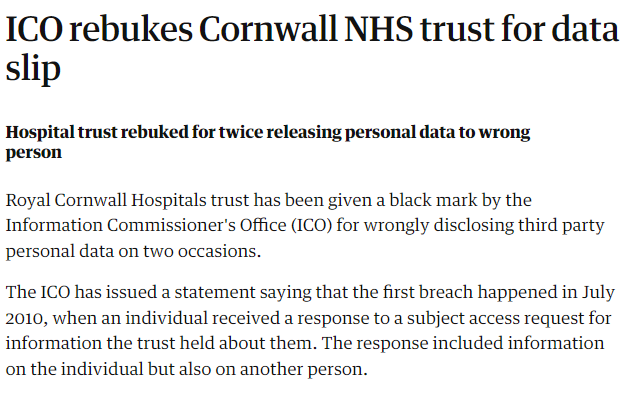 ICO rebukes Cornwall NHS trust for data
slip
Hospital trust rebuked for twice releasing personal data to wrong
person
Royal Cornwall Hospitals trust has been given a black mark by the
Information Commissioner's Office (ICO) for wrongly disclosing third party
personal data on two occasions.
The ICO has issued a statement saying that the first breach happened in July
2010, when an individual received a response to a subject access request for
information the trust held about them. The response included information
on the individual but also on another person.